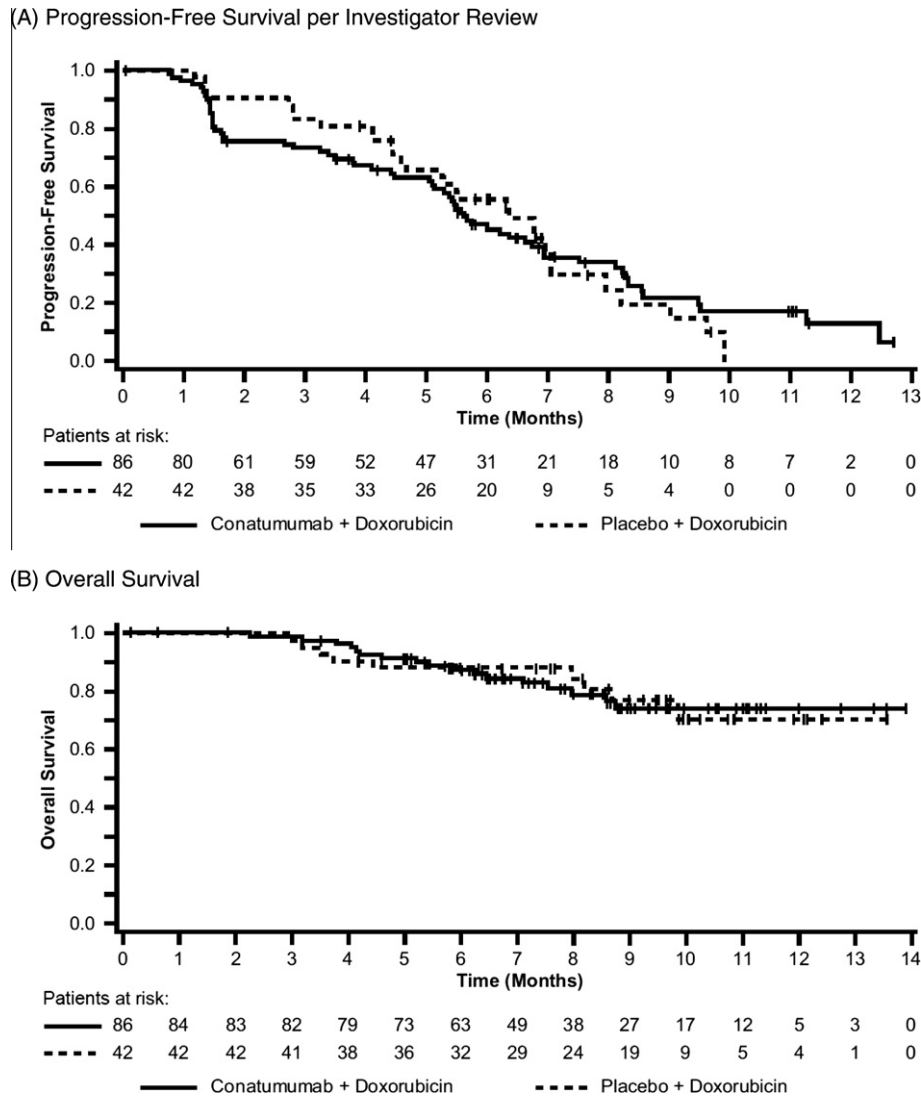 (A) Progression-Free Survival per Investigator Review
Progression-Free Survival
1.0
0.8
0.6
0.4
0.2
0.0
0 1 2 3 4 5 6 7 8 9 10 11 12 13
Time (Months)
Patients at risk:
86 80 61 59 52 47 31 21 18 10 8 7 2 0
42 42 38 35 33 26 20 9 5 4 0 0 0 0
Conatumumab + Doxorubicin Placebo + Doxorubicin
(B) Overall Survival
Overall Survival
1.0
0.8
0.6
0.4
0.2
0.0
0 1 2 3 4 5 6 7 8 9 10 11 12 13 14
Time (Months)
Patients at risk:
86 84 83 82 79 73 63 49 38 27 17 12 5 3 0
42 42 42 41 38 36 32 29 24 19 9 5 4 1 0
Conatumumab + Doxorubicin Placebo + Doxorubicin